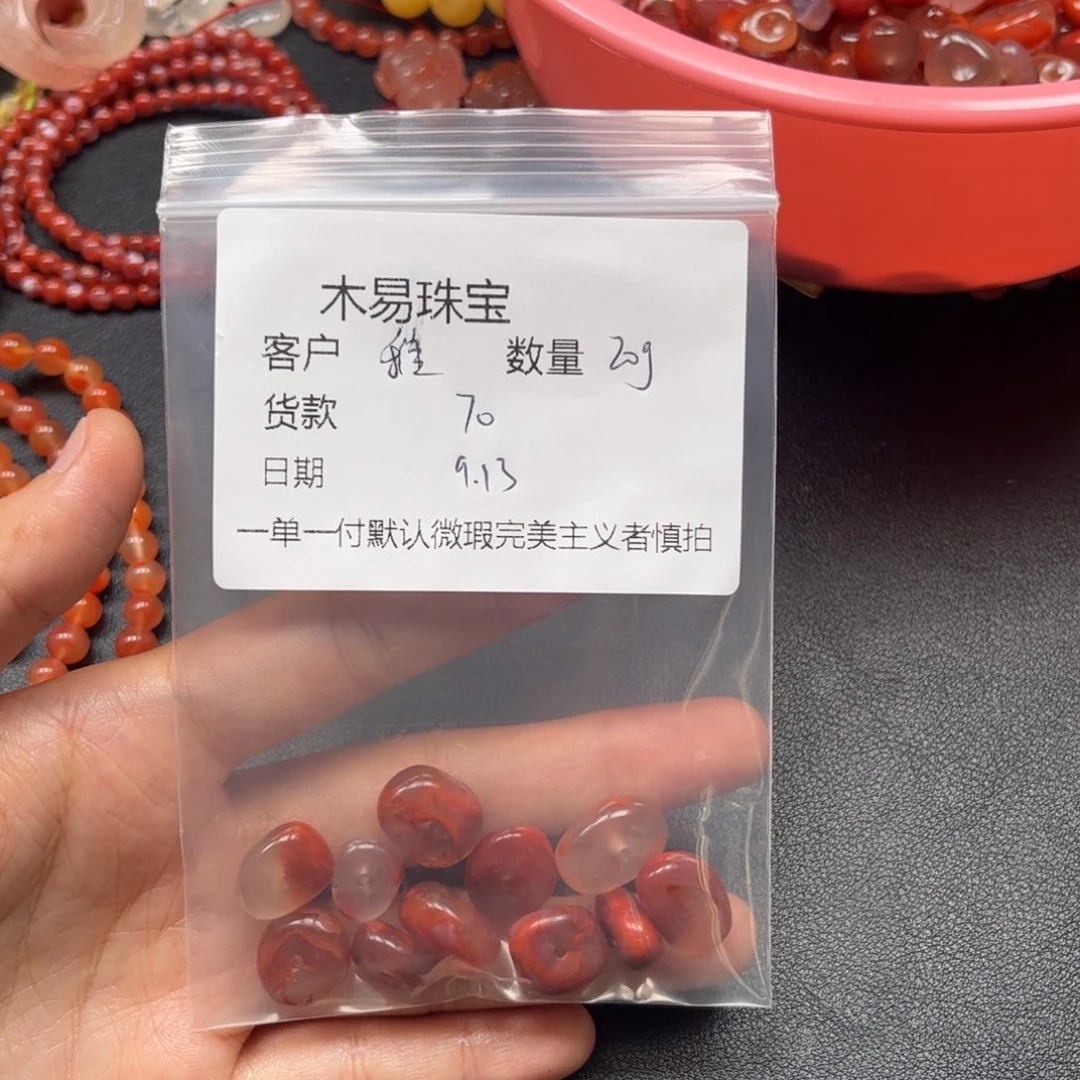 木易珠宝
客户 雅 数量 20g
货款 70
日期 9.13
一单一付默认微瑕完美主义者慎拍